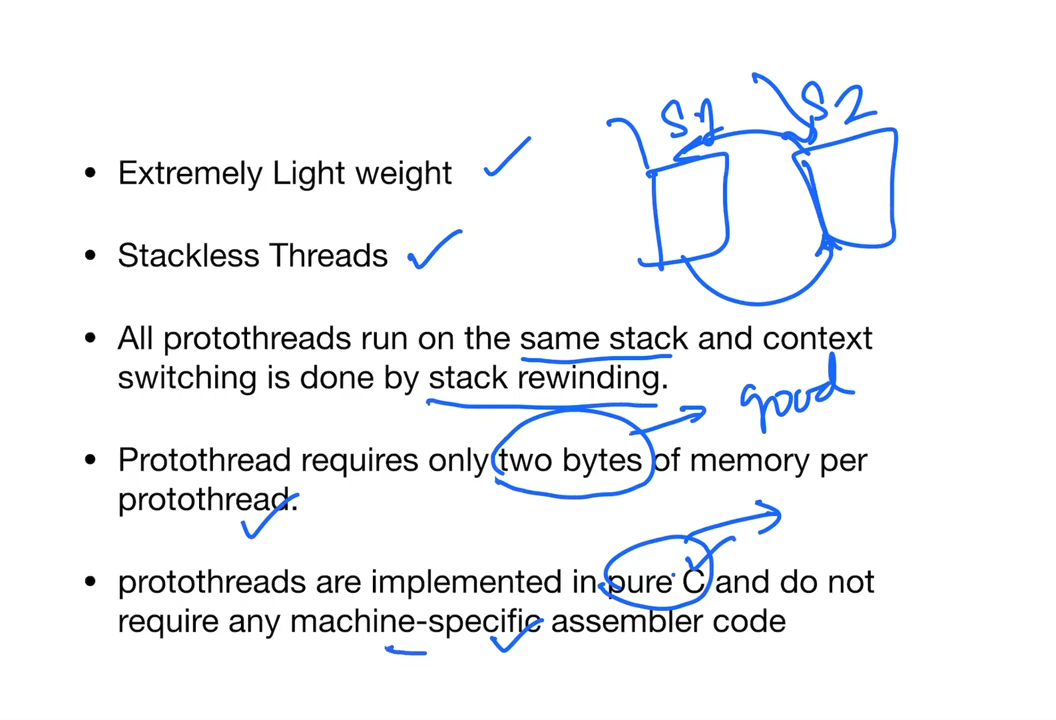 S1 S2
• Extremely Light weight
• Stackless Threads
• All protothreads run on the same stack and context
switching is done by stack rewinding.
good
• Protothread requires only two bytes of memory per
protothread.
• protothreads are implemented in pure C and do not
require any machine-specific assembler code